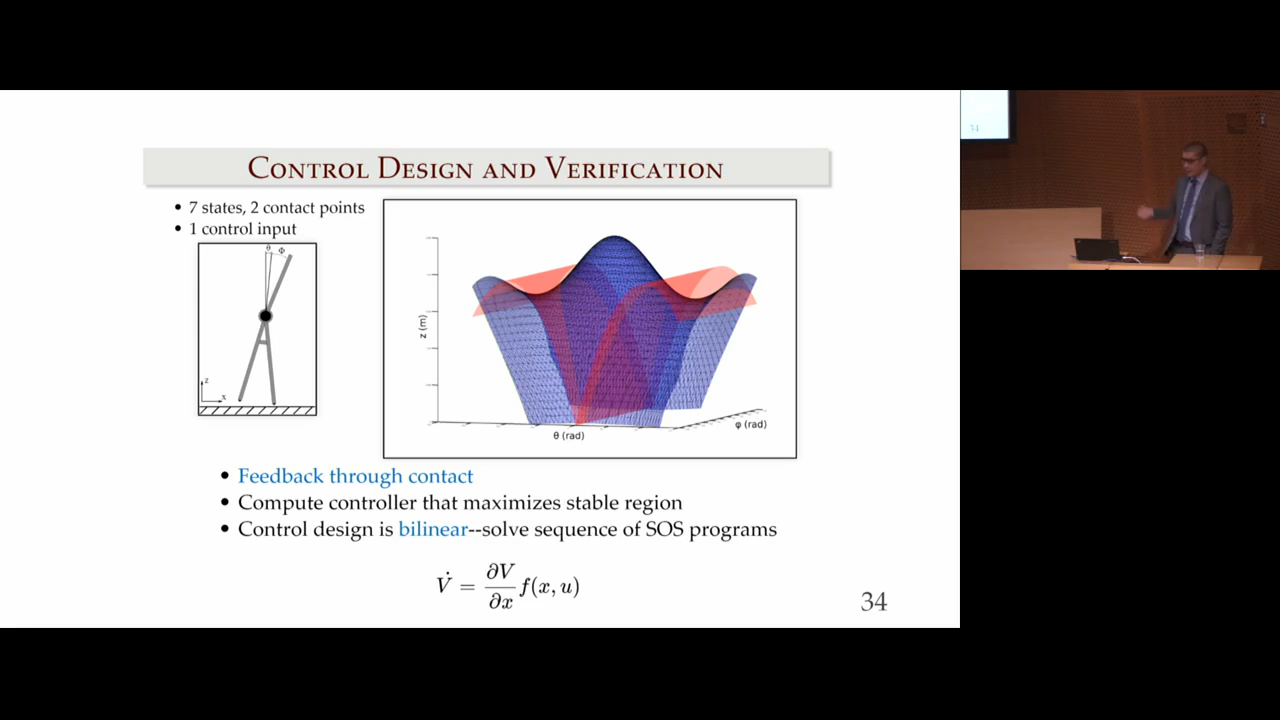 CONTROL DESIGN AND VERIFICATION
• 7 states, 2 contact points
• 1 control input
θ Φ
z
x
z (m)
θ (rad)
φ (rad)
• Feedback through contact
• Compute controller that maximizes stable region
• Control design is bilinear--solve sequence of SOS programs
V̇ = ∂V/∂x f(x, u)
34
34